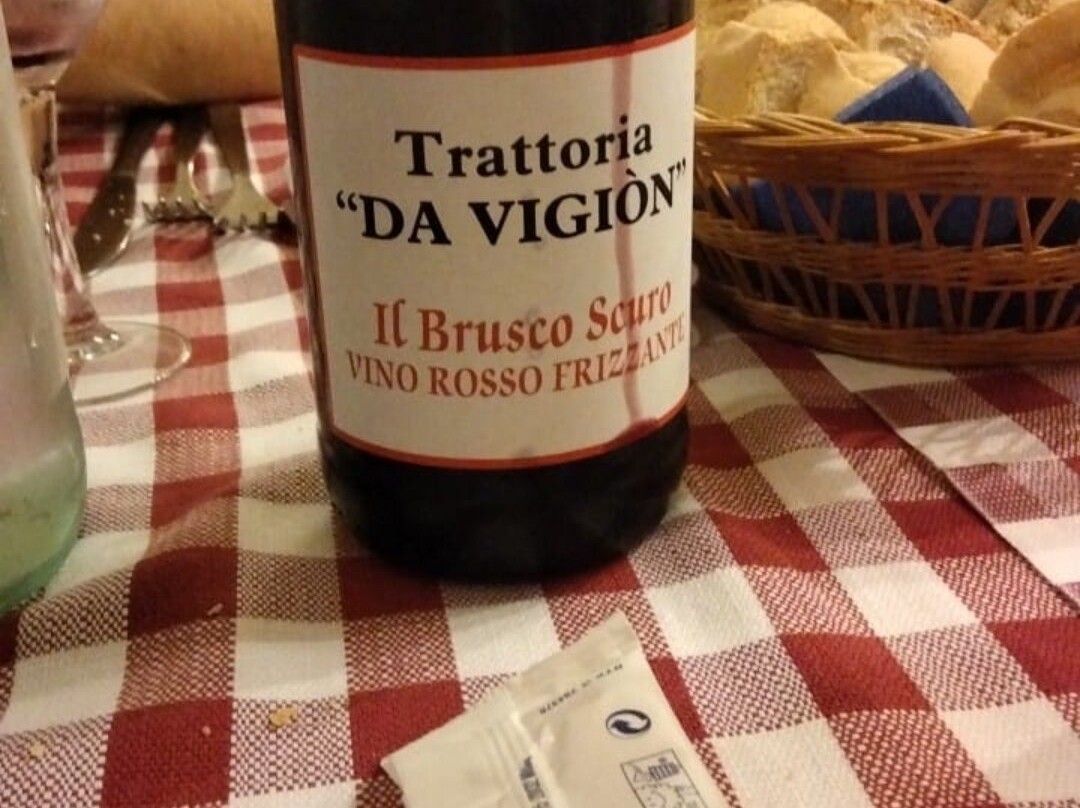 Trattoria
“DA VIGIÒN”
Il Brusco Scuro
VINO ROSSO FRIZZANTE